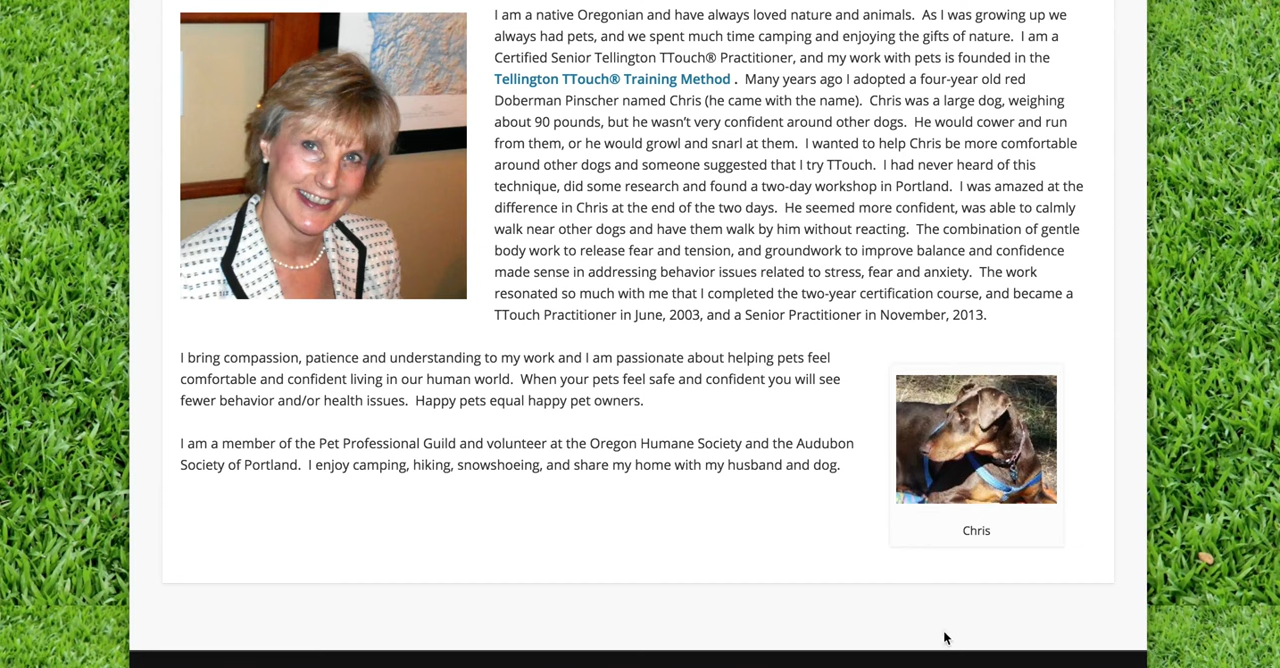 I am a native Oregonian and have always loved nature and animals.  As I was growing up we
always had pets, and we spent much time camping and enjoying the gifts of nature.  I am a
Certified Senior Tellington TTouch® Practitioner, and my work with pets is founded in the
Tellington TTouch® Training Method .  Many years ago I adopted a four-year old red
Doberman Pinscher named Chris (he came with the name).  Chris was a large dog, weighing
about 90 pounds, but he wasn’t very confident around other dogs.  He would cower and run
from them, or he would growl and snarl at them.  I wanted to help Chris be more comfortable
around other dogs and someone suggested that I try TTouch.  I had never heard of this
technique, did some research and found a two-day workshop in Portland.  I was amazed at the
difference in Chris at the end of the two days.  He seemed more confident, was able to calmly
walk near other dogs and have them walk by him without reacting.  The combination of gentle
body work to release fear and tension, and groundwork to improve balance and confidence
made sense in addressing behavior issues related to stress, fear and anxiety.  The work
resonated so much with me that I completed the two-year certification course, and became a
TTouch Practitioner in June, 2003, and a Senior Practitioner in November, 2013.
I bring compassion, patience and understanding to my work and I am passionate about helping pets feel
comfortable and confident living in our human world.  When your pets feel safe and confident you will see
fewer behavior and/or health issues.  Happy pets equal happy pet owners.
I am a member of the Pet Professional Guild and volunteer at the Oregon Humane Society and the Audubon
Society of Portland.  I enjoy camping, hiking, snowshoeing, and share my home with my husband and dog.
Chris